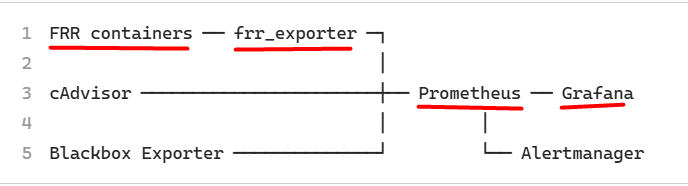 1 FRR containers ── frr_exporter ─┐
2 │
3 cAdvisor ───────────────────────┼── Prometheus ── Grafana
4 │ │
5 Blackbox Exporter ──────────────┘ └── Alertmanager